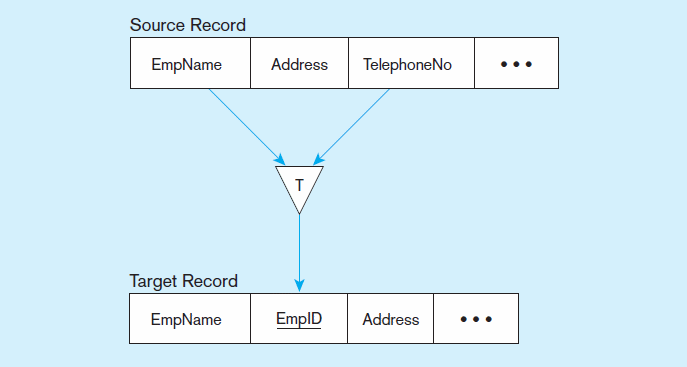 Source Record
EmpName Address TelephoneNo •••
T
Target Record
EmpName EmpID Address •••